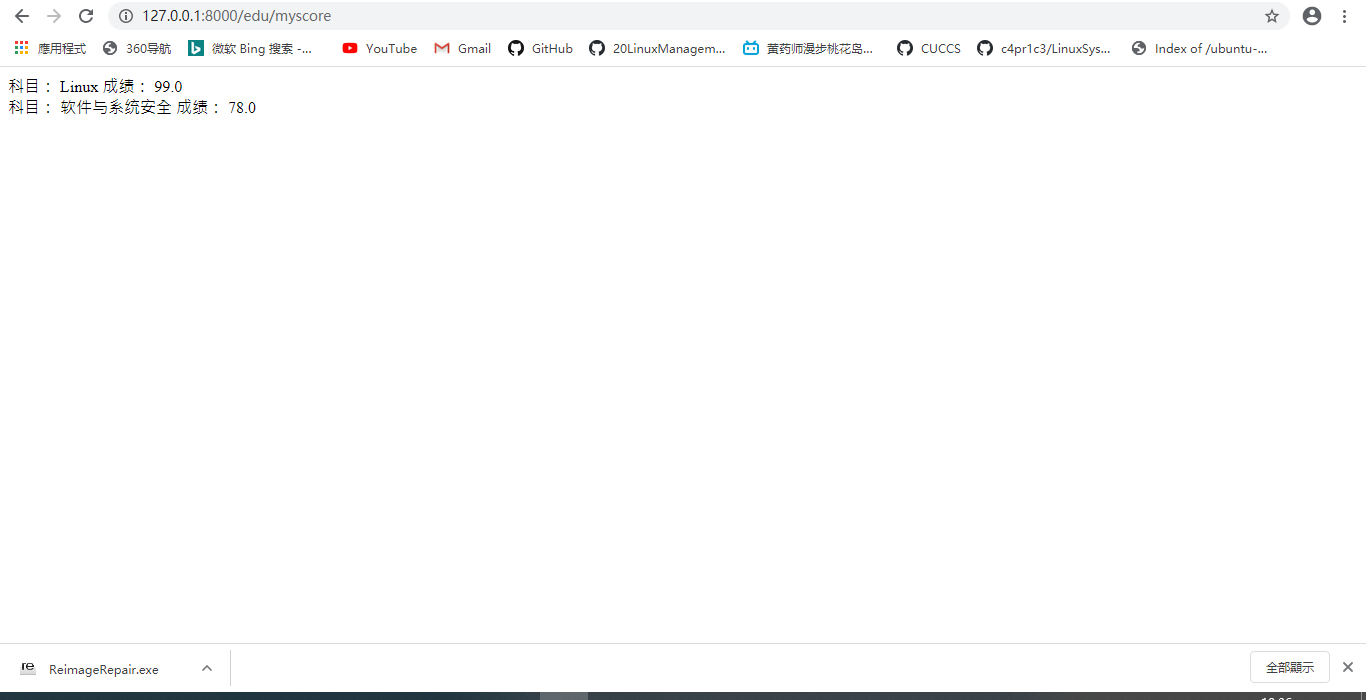 127.0.0.1:8000/edu/myscore
應用程式 360导航 微软 Bing 搜索 -... YouTube Gmail GitHub 20LinuxManagem... 黄药师漫步桃花岛... CUCCS c4pr1c3/LinuxSys... Index of /ubuntu-...
科目 ：Linux 成绩 ：99.0
科目 ：软件与系统安全 成绩 ：78.0
re ReimageRepair.exe 全部顯示